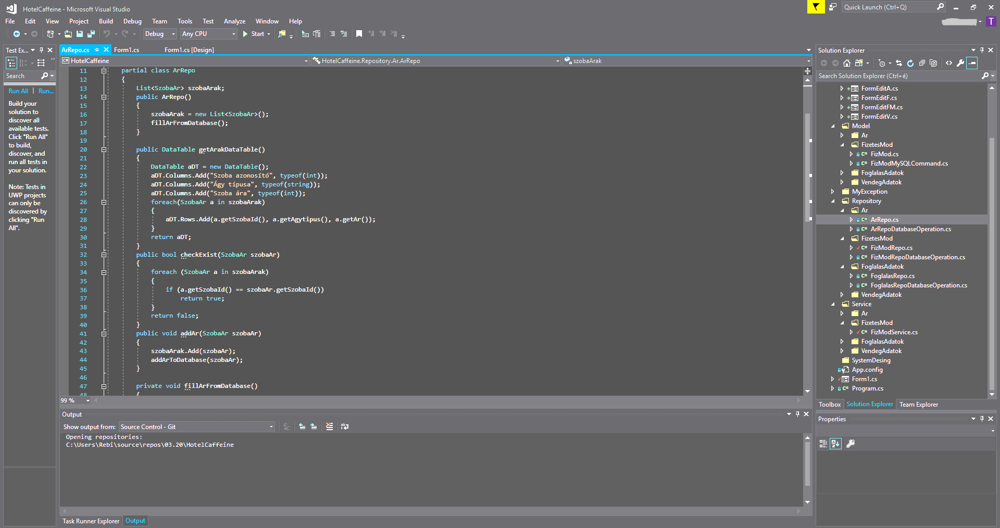 HotelCaffeine - Microsoft Visual Studio
Quick Launch (Ctrl+Q)
File Edit View Project Build Debug Team Tools Test Analyze Window Help
T
Debug Any CPU Start
Test Ex...
Search
Run All | Run...
Build your
solution to
discover all
available tests.
Click "Run All"
to build,
discover, and
run all tests in
your solution.
Note: Tests in
UWP projects
can only be
discovered by
clicking "Run
All".
ArRepo.cs Form1.cs Form1.cs [Design]
C# HotelCaffeine HotelCaffeine.Repository.Ar.ArRepo szobaArak
11 partial class ArRepo
12 {
13 List<SzobaAr> szobaArak;
14 public ArRepo()
15 {
16 szobaArak = new List<SzobaAr>();
17 fillArFromDatabase();
18 }
19
20 public DataTable getArakDataTable()
21 {
22 DataTable aDT = new DataTable();
23 aDT.Columns.Add("Szoba azonosító", typeof(int));
24 aDT.Columns.Add("Ágy típusa", typeof(string));
25 aDT.Columns.Add("Szoba ára", typeof(int));
26 foreach(SzobaAr a in szobaArak)
27 {
28 aDT.Rows.Add(a.getSzobaId(), a.getAgytipus(), a.getAr());
29 }
30 return aDT;
31 }
32 public bool checkExist(SzobaAr szobaAr)
33 {
34 foreach (SzobaAr a in szobaArak)
35 {
36 if (a.getSzobaId() == szobaAr.getSzobaId())
37 return true;
38 }
39 return false;
40 }
41 public void addAr(SzobaAr szobaAr)
42 {
43 szobaArak.Add(szobaAr);
44 addArToDatabase(szobaAr);
45 }
46
47 private void fillArFromDatabase()
48 {
99 %
Output
Show output from: Source Control - Git
Opening repositories:
C:\Users\Rebi\source\repos\03.20\HotelCaffeine
Task Runner Explorer Output
Solution Explorer
Search Solution Explorer (Ctrl+é)
FormEditA.cs
FormEditF.cs
FormEditFM.cs
FormEditV.cs
Model
Ar
FizetesMod
C# FizMod.cs
C# FizModMySQLCommand.cs
FoglalasAdatok
VendegAdatok
MyException
Repository
Ar
C# ArRepo.cs
C# ArRepoDatabaseOperation.cs
FizetesMod
C# FizModRepo.cs
C# FizModRepoDatabaseOperation.cs
FoglalasAdatok
C# FoglalasRepo.cs
C# FoglalasRepoDatabaseOperation.cs
VendegAdatok
Service
Ar
FizetesMod
C# FizModService.cs
FoglalasAdatok
VendegAdatok
SystemDesing
App.config
Form1.cs
C# Program.cs
Toolbox Solution Explorer Team Explorer
Properties